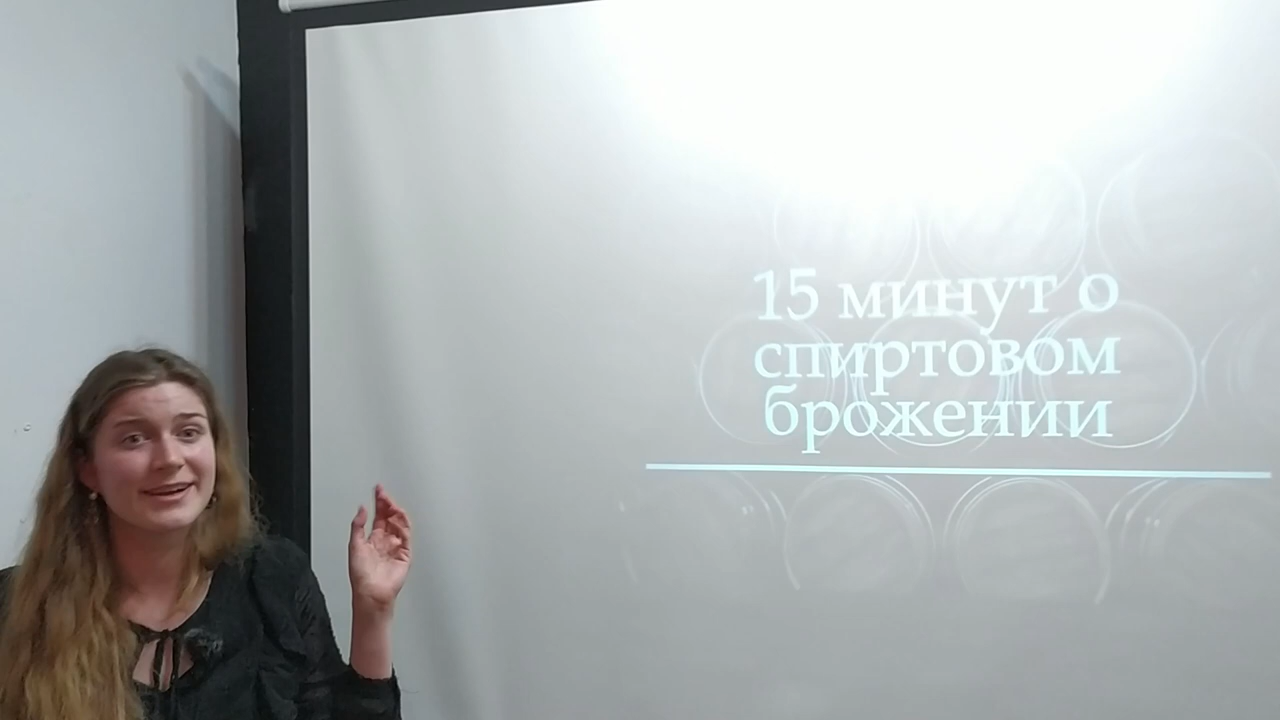 15 минут о
спиртовом
брожении